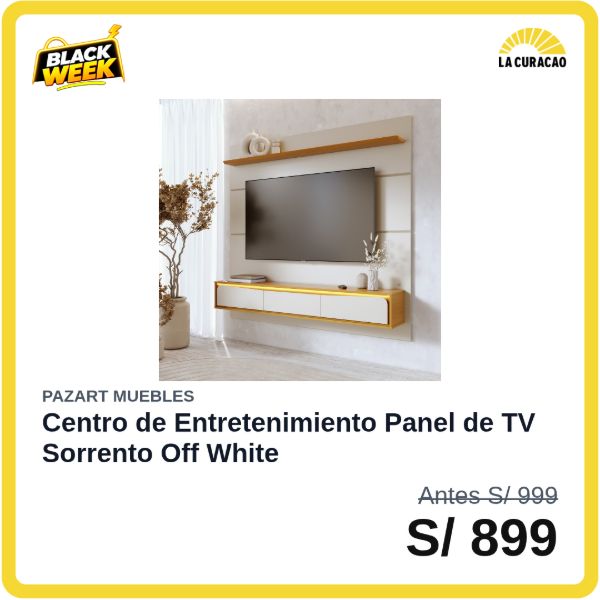 BLACK
WEEK
LA CURACAO
PAZART MUEBLES
Centro de Entretenimiento Panel de TV
Sorrento Off White
Antes S/ 999
S/ 899